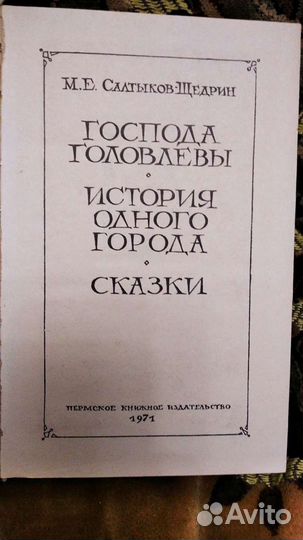 М.Е. Салтыков-Щедрин
ГОСПОДА
ГОЛОВЛЕВЫ
ИСТОРИЯ
ОДНОГО
ГОРОДА
СКАЗКИ
ПЕРМСКОЕ КНИЖНОЕ ИЗДАТЕЛЬСТВО
1971
Avito